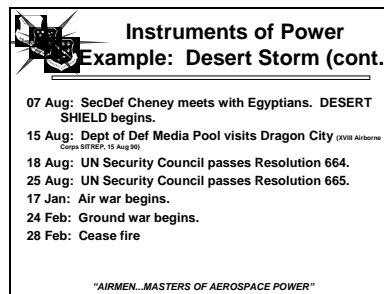 Instruments of Power
Example:  Desert Storm (cont.
07 Aug:  SecDef Cheney meets with Egyptians.  DESERT
SHIELD begins.
15 Aug:  Dept of Def Media Pool visits Dragon City (XVIII Airborne
Corps SITREP, 15 Aug 90)
18 Aug:  UN Security Council passes Resolution 664.
25 Aug:  UN Security Council passes Resolution 665.
17 Jan:  Air war begins.
24 Feb:  Ground war begins.
28 Feb:  Cease fire
“AIRMEN...MASTERS OF AEROSPACE POWER”